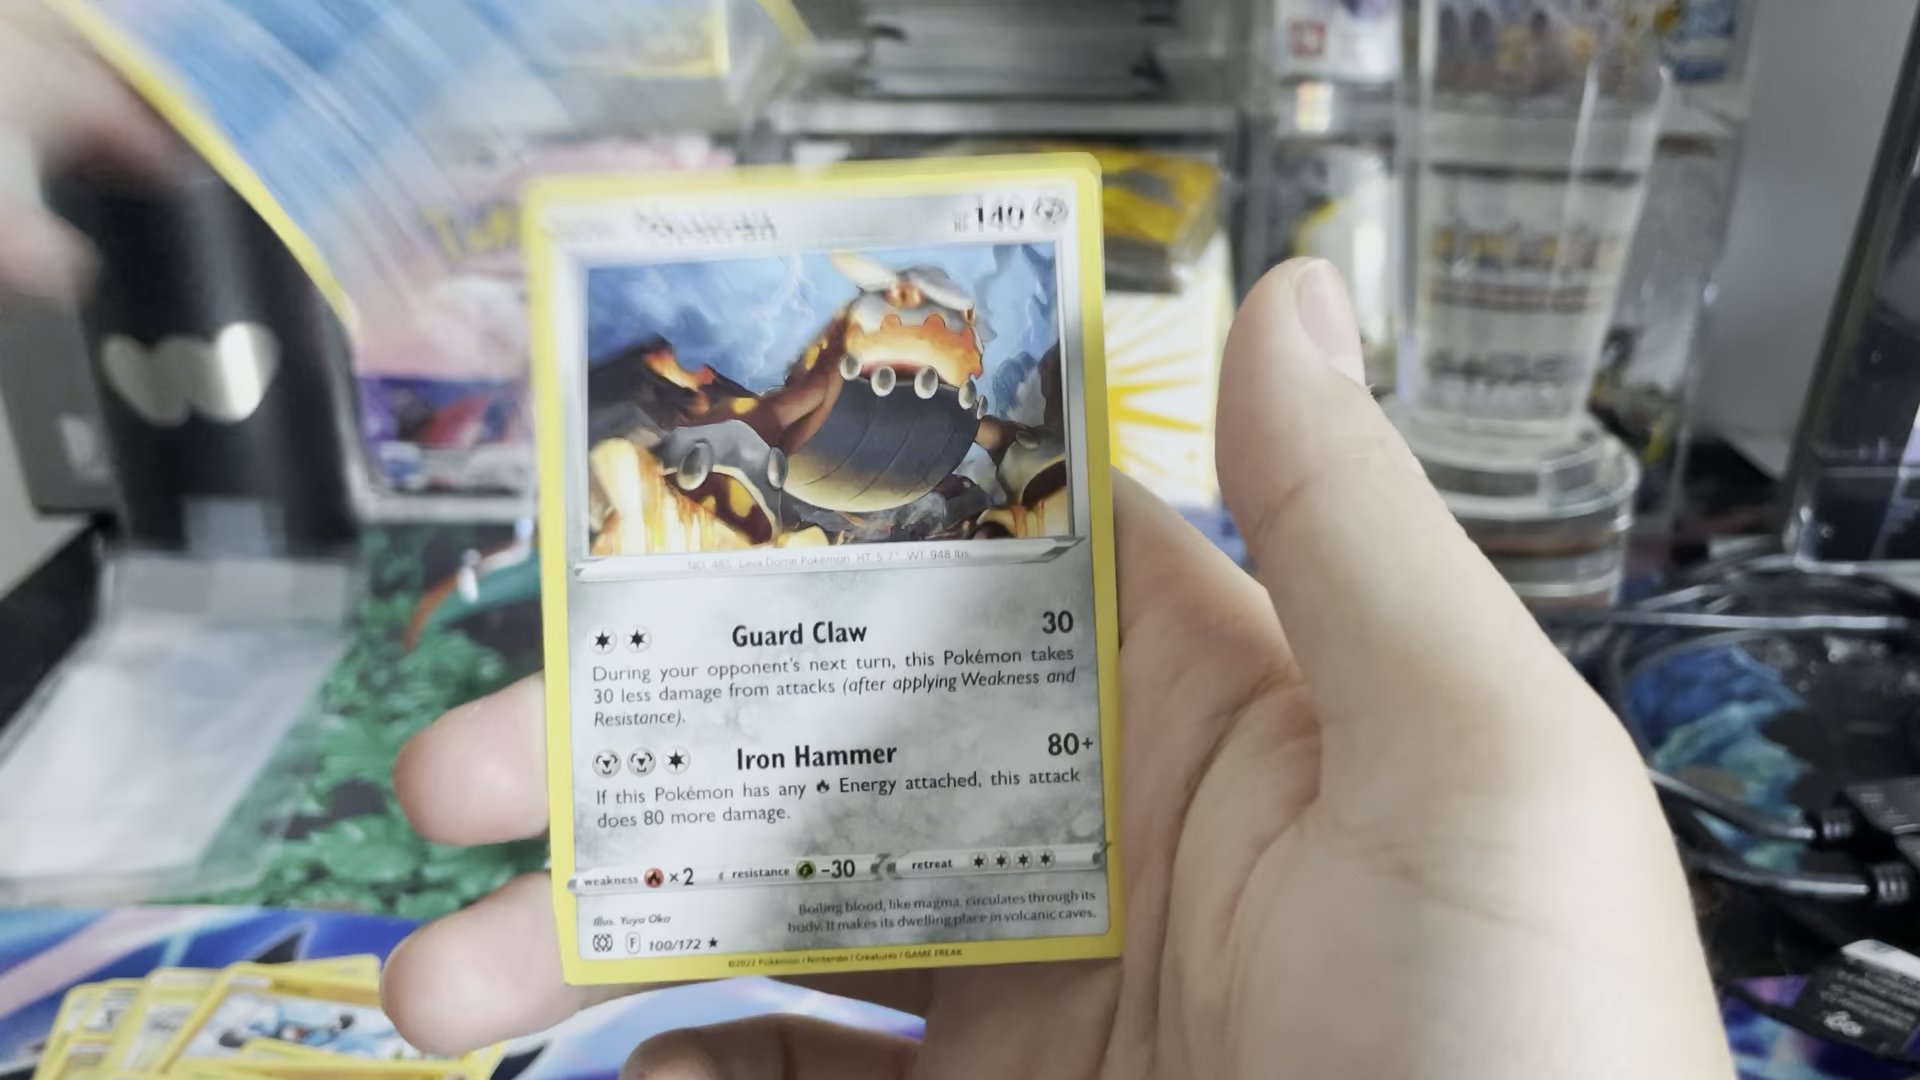 140
NO. 485 Lava Dome Pokémon HT: 5'7" WT: 948 lbs.
Guard Claw 30
During your opponent's next turn, this Pokémon takes
30 less damage from attacks (after applying Weakness and
Resistance).
Iron Hammer 80+
If this Pokémon has any Energy attached, this attack
does 80 more damage.
weakness ×2 resistance -30 retreat
Illus. Yuya Oka
Boiling blood, like magma, circulates through its
body. It makes its dwelling place in volcanic caves.
F 100/172 ★
©2022 Pokémon / Nintendo / Creatures / GAME FREAK